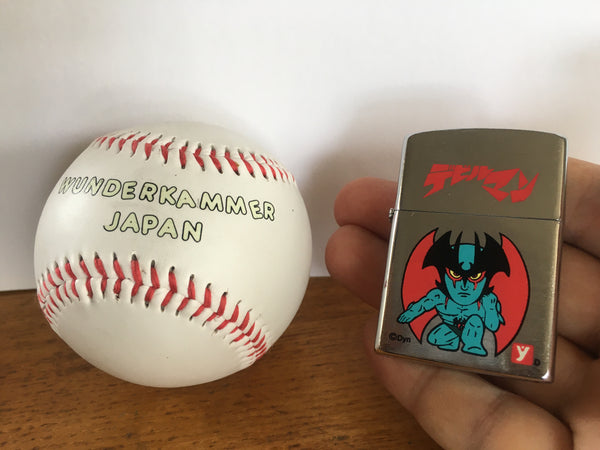 WUNDERKAMMER
JAPAN
デビルマン
©Dyn
y
D